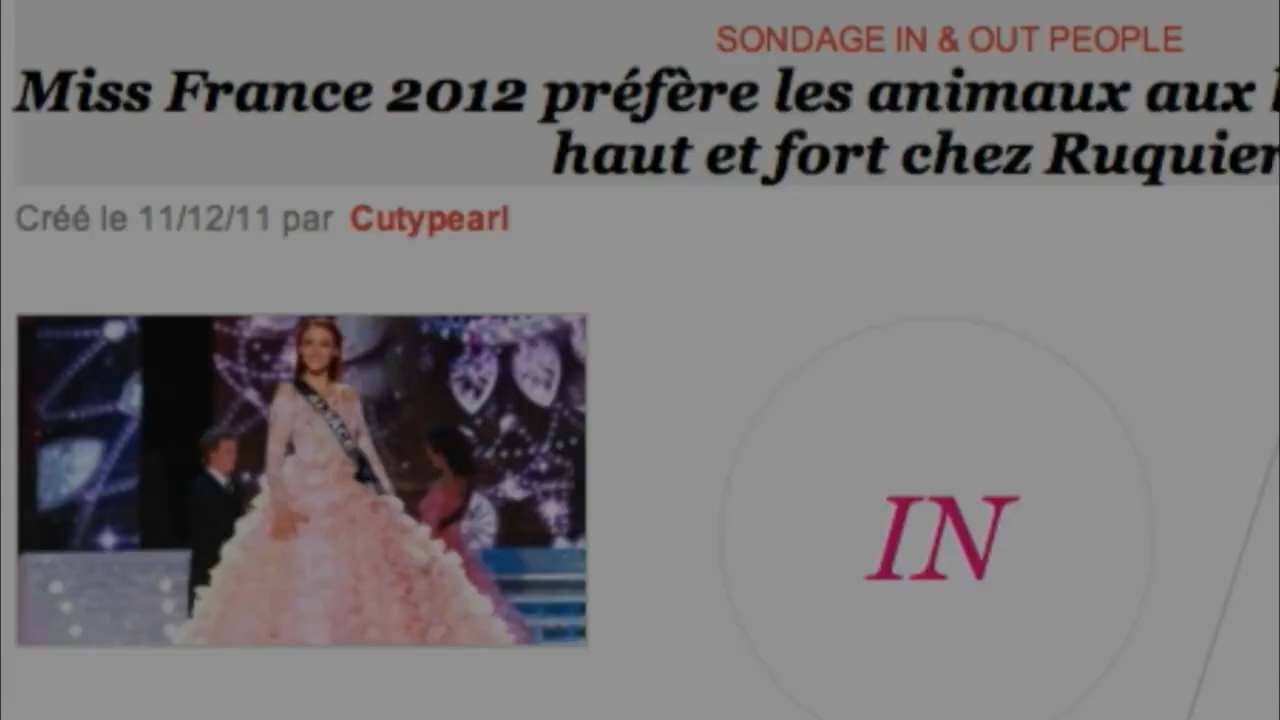 SONDAGE IN & OUT PEOPLE
Miss France 2012 préfère les animaux aux
haut et fort chez Ruquier
Créé le 11/12/11 par Cutypearl
ALSACE
IN